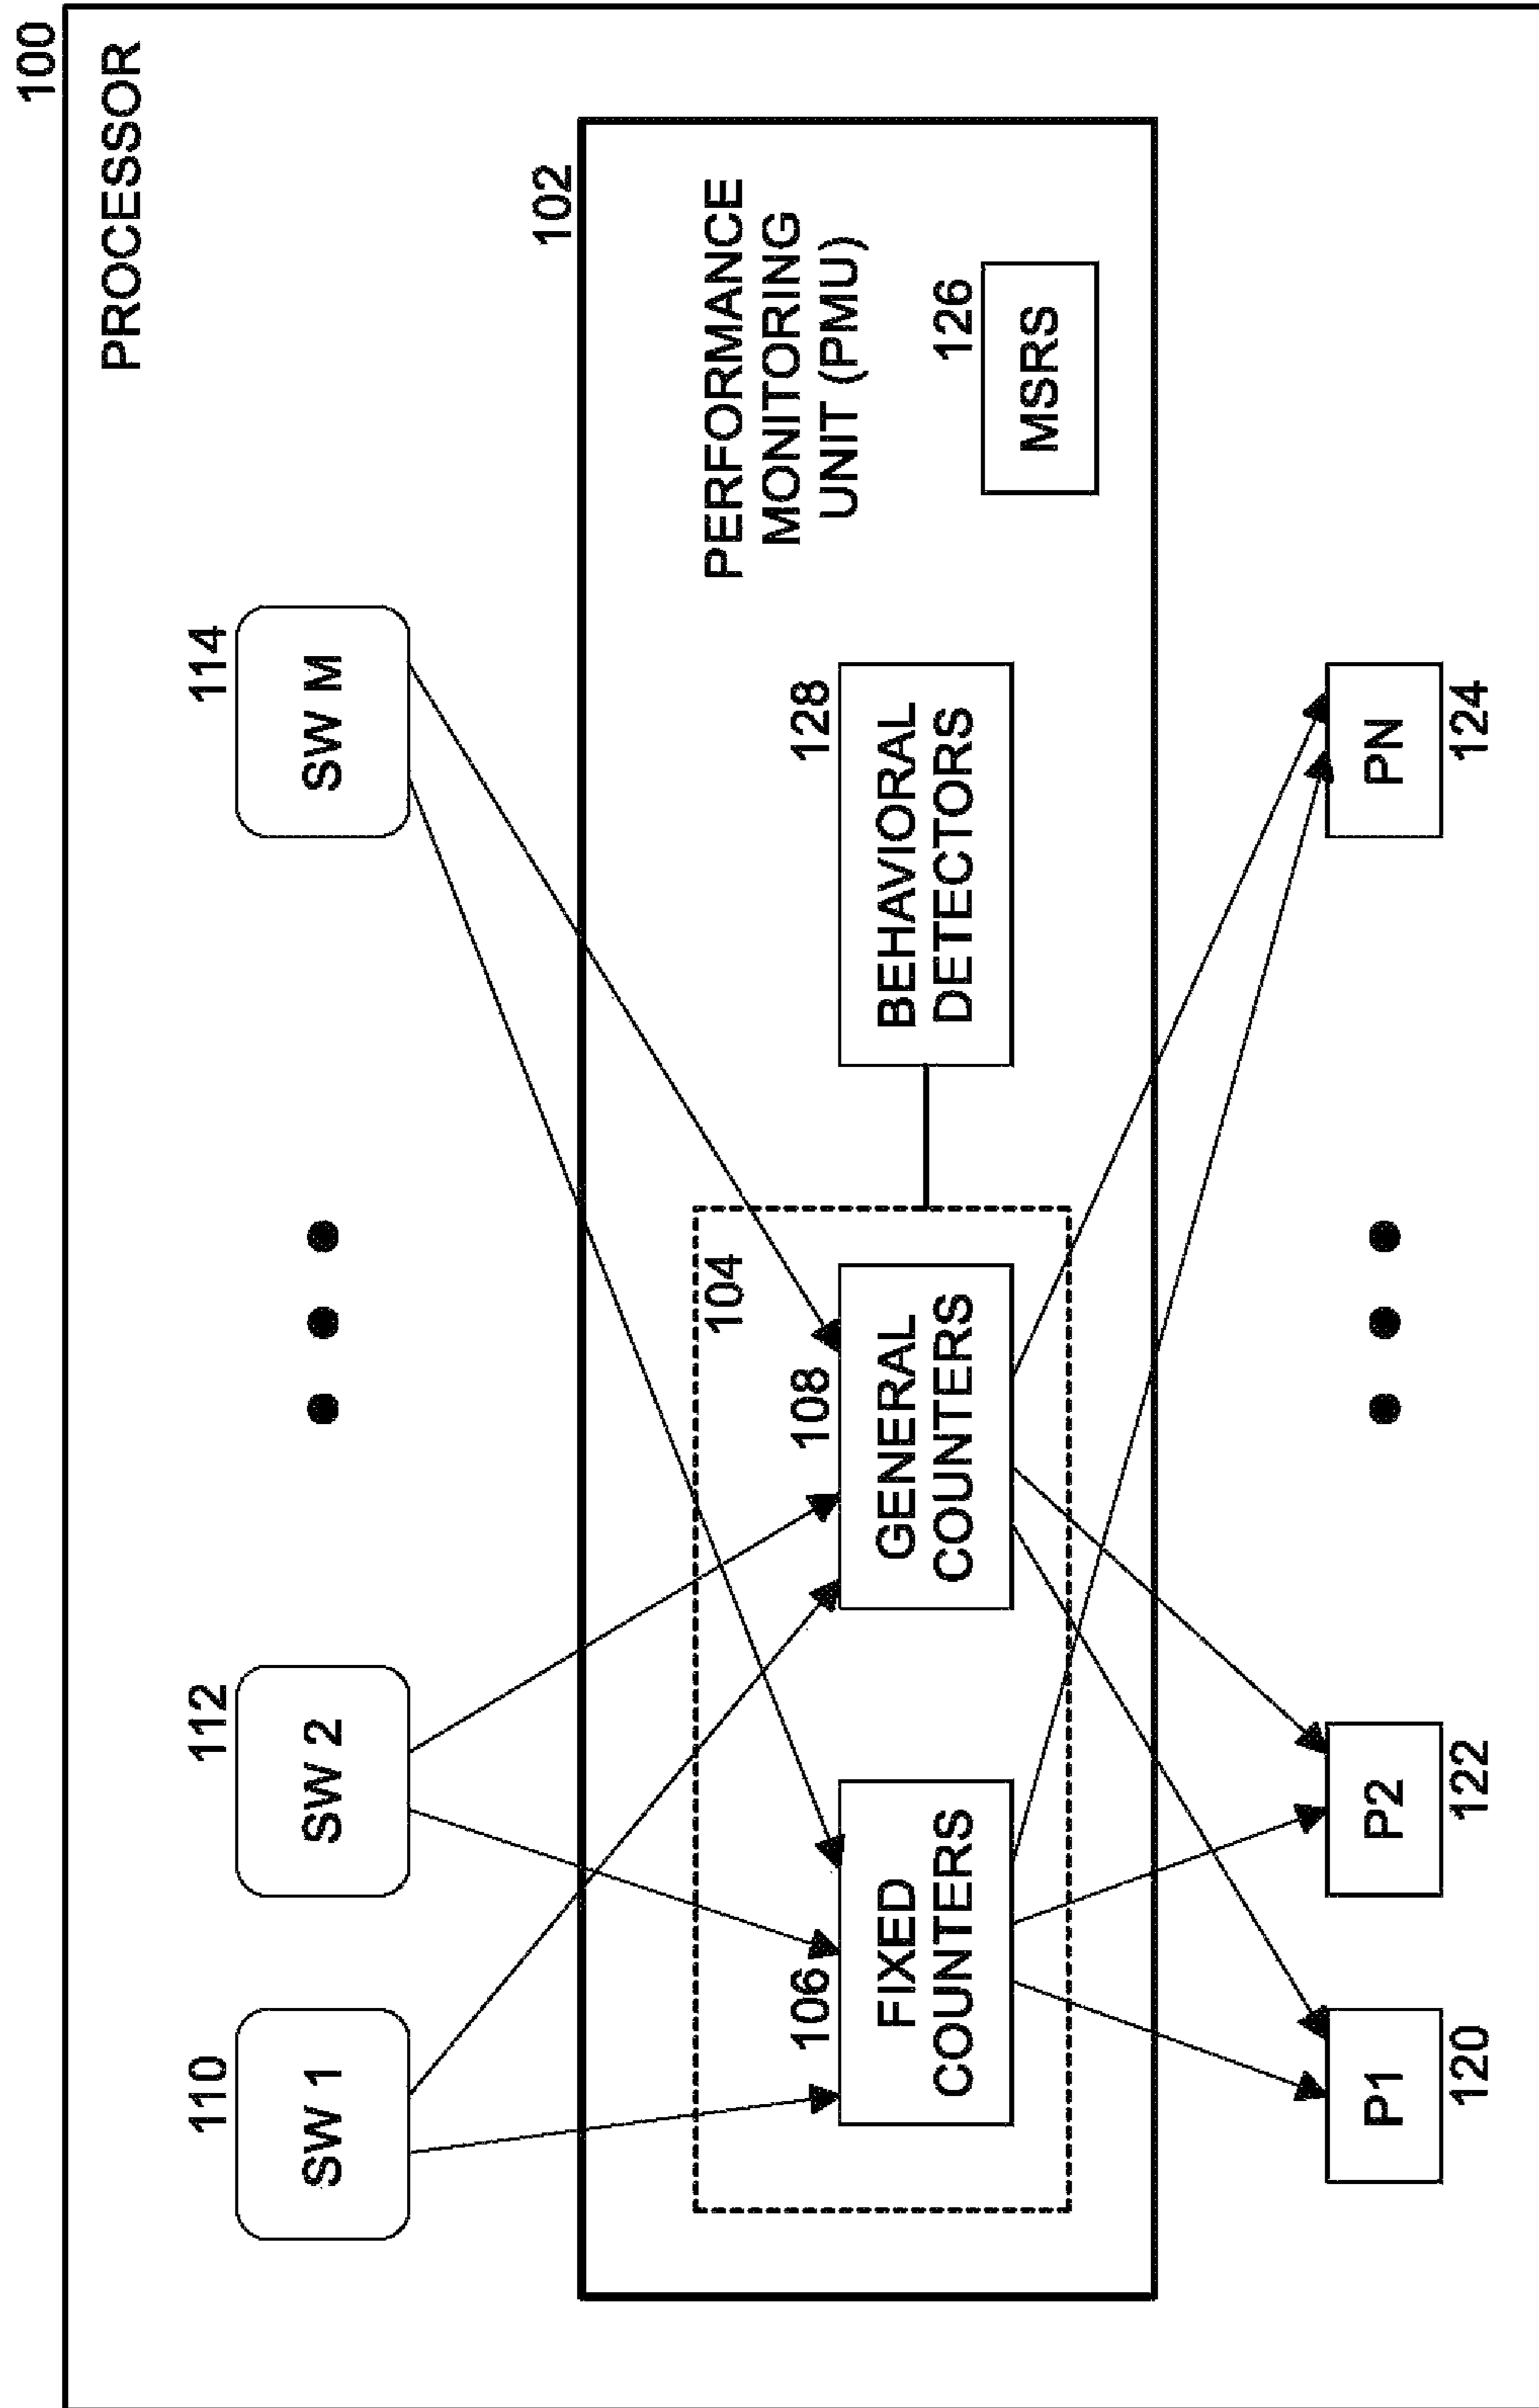 100
PROCESSOR
110
SW 1
112
SW 2
114
SW M
102
PERFORMANCE
MONITORING
UNIT (PMU)
104
106
FIXED
COUNTERS
108
GENERAL
COUNTERS
128
BEHAVIORAL
DETECTORS
126
MSRS
P1
120
P2
122
PN
124